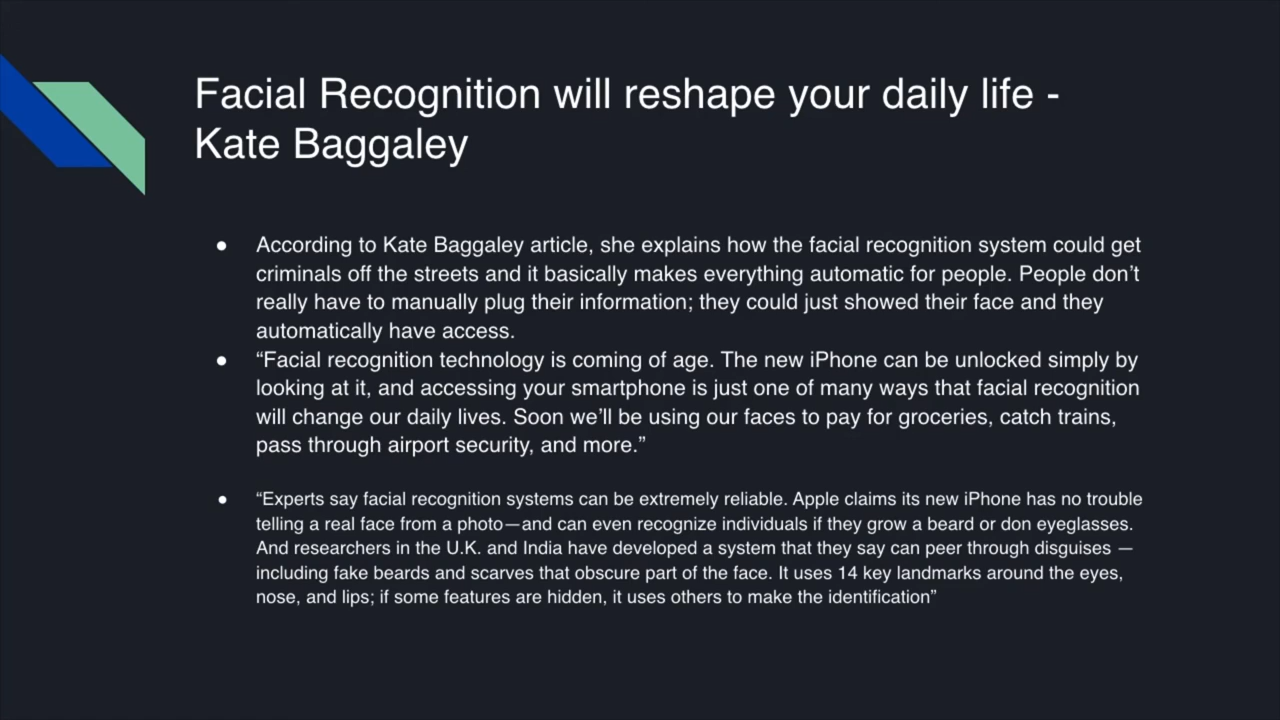 Facial Recognition will reshape your daily life -
Kate Baggaley
● According to Kate Baggaley article, she explains how the facial recognition system could get
criminals off the streets and it basically makes everything automatic for people. People don’t
really have to manually plug their information; they could just showed their face and they
automatically have access.
● “Facial recognition technology is coming of age. The new iPhone can be unlocked simply by
looking at it, and accessing your smartphone is just one of many ways that facial recognition
will change our daily lives. Soon we’ll be using our faces to pay for groceries, catch trains,
pass through airport security, and more.”
● “Experts say facial recognition systems can be extremely reliable. Apple claims its new iPhone has no trouble
telling a real face from a photo—and can even recognize individuals if they grow a beard or don eyeglasses.
And researchers in the U.K. and India have developed a system that they say can peer through disguises —
including fake beards and scarves that obscure part of the face. It uses 14 key landmarks around the eyes,
nose, and lips; if some features are hidden, it uses others to make the identification”